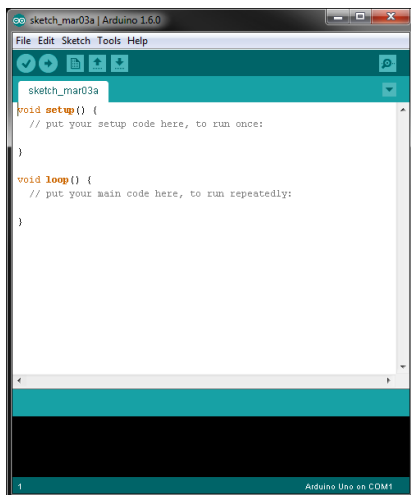 sketch_mar03a | Arduino 1.6.0
File Edit Sketch Tools Help
sketch_mar03a
void setup() {
  // put your setup code here, to run once:
}
void loop() {
  // put your main code here, to run repeatedly:
}
1
Arduino Uno on COM1